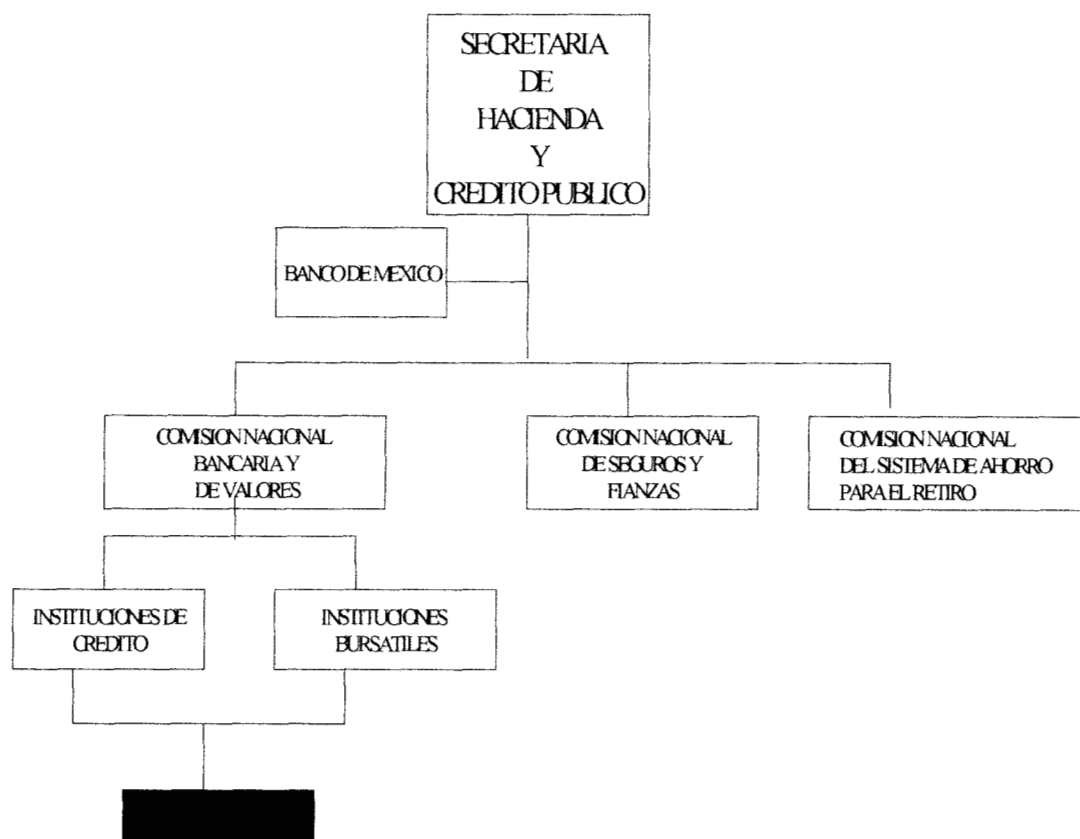 SECRETARIA
DE
HACIENDA
Y
CREDITO PUBLICO
BANCO DE MEXICO
COMISION NACIONAL
BANCARIA Y
DE VALORES
COMISION NACIONAL
DE SEGUROS Y
FIANZAS
COMISION NACIONAL
DEL SISTEMA DE AHORRO
PARA EL RETIRO
INSTITUCIONES DE
CREDITO
INSTITUCIONES
BURSATILES